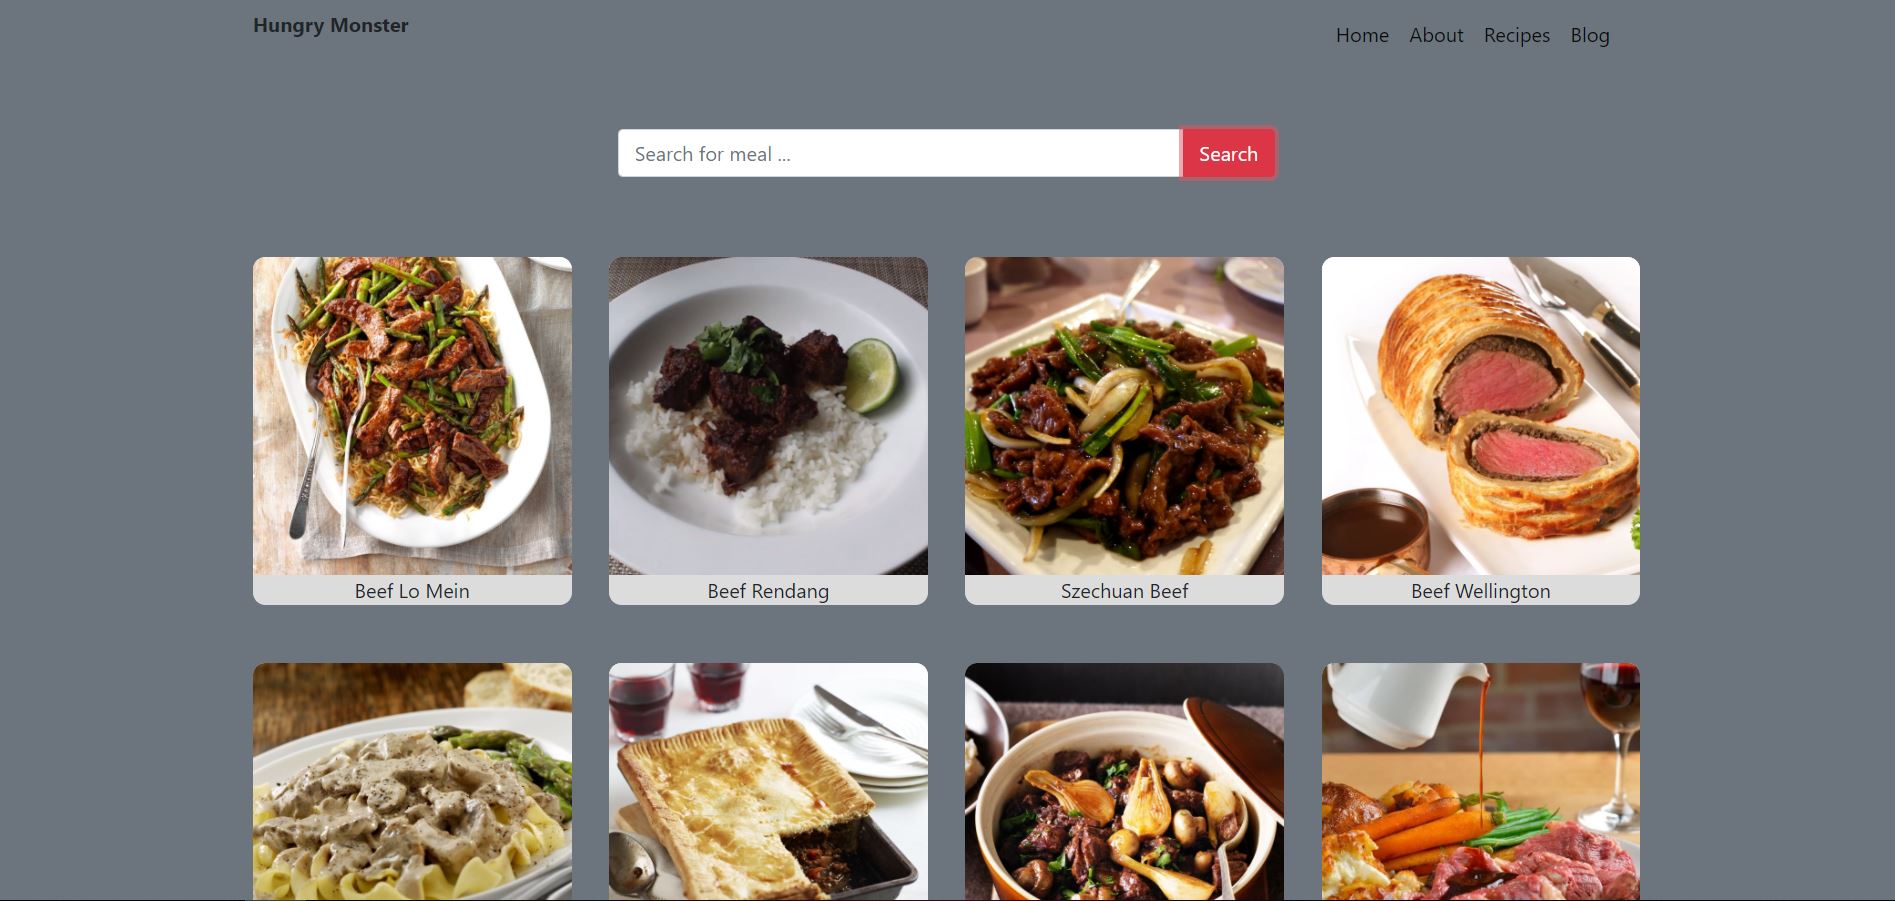 Hungry Monster
Home About Recipes Blog
Search for meal ... Search
Beef Lo Mein
Beef Rendang
Szechuan Beef
Beef Wellington